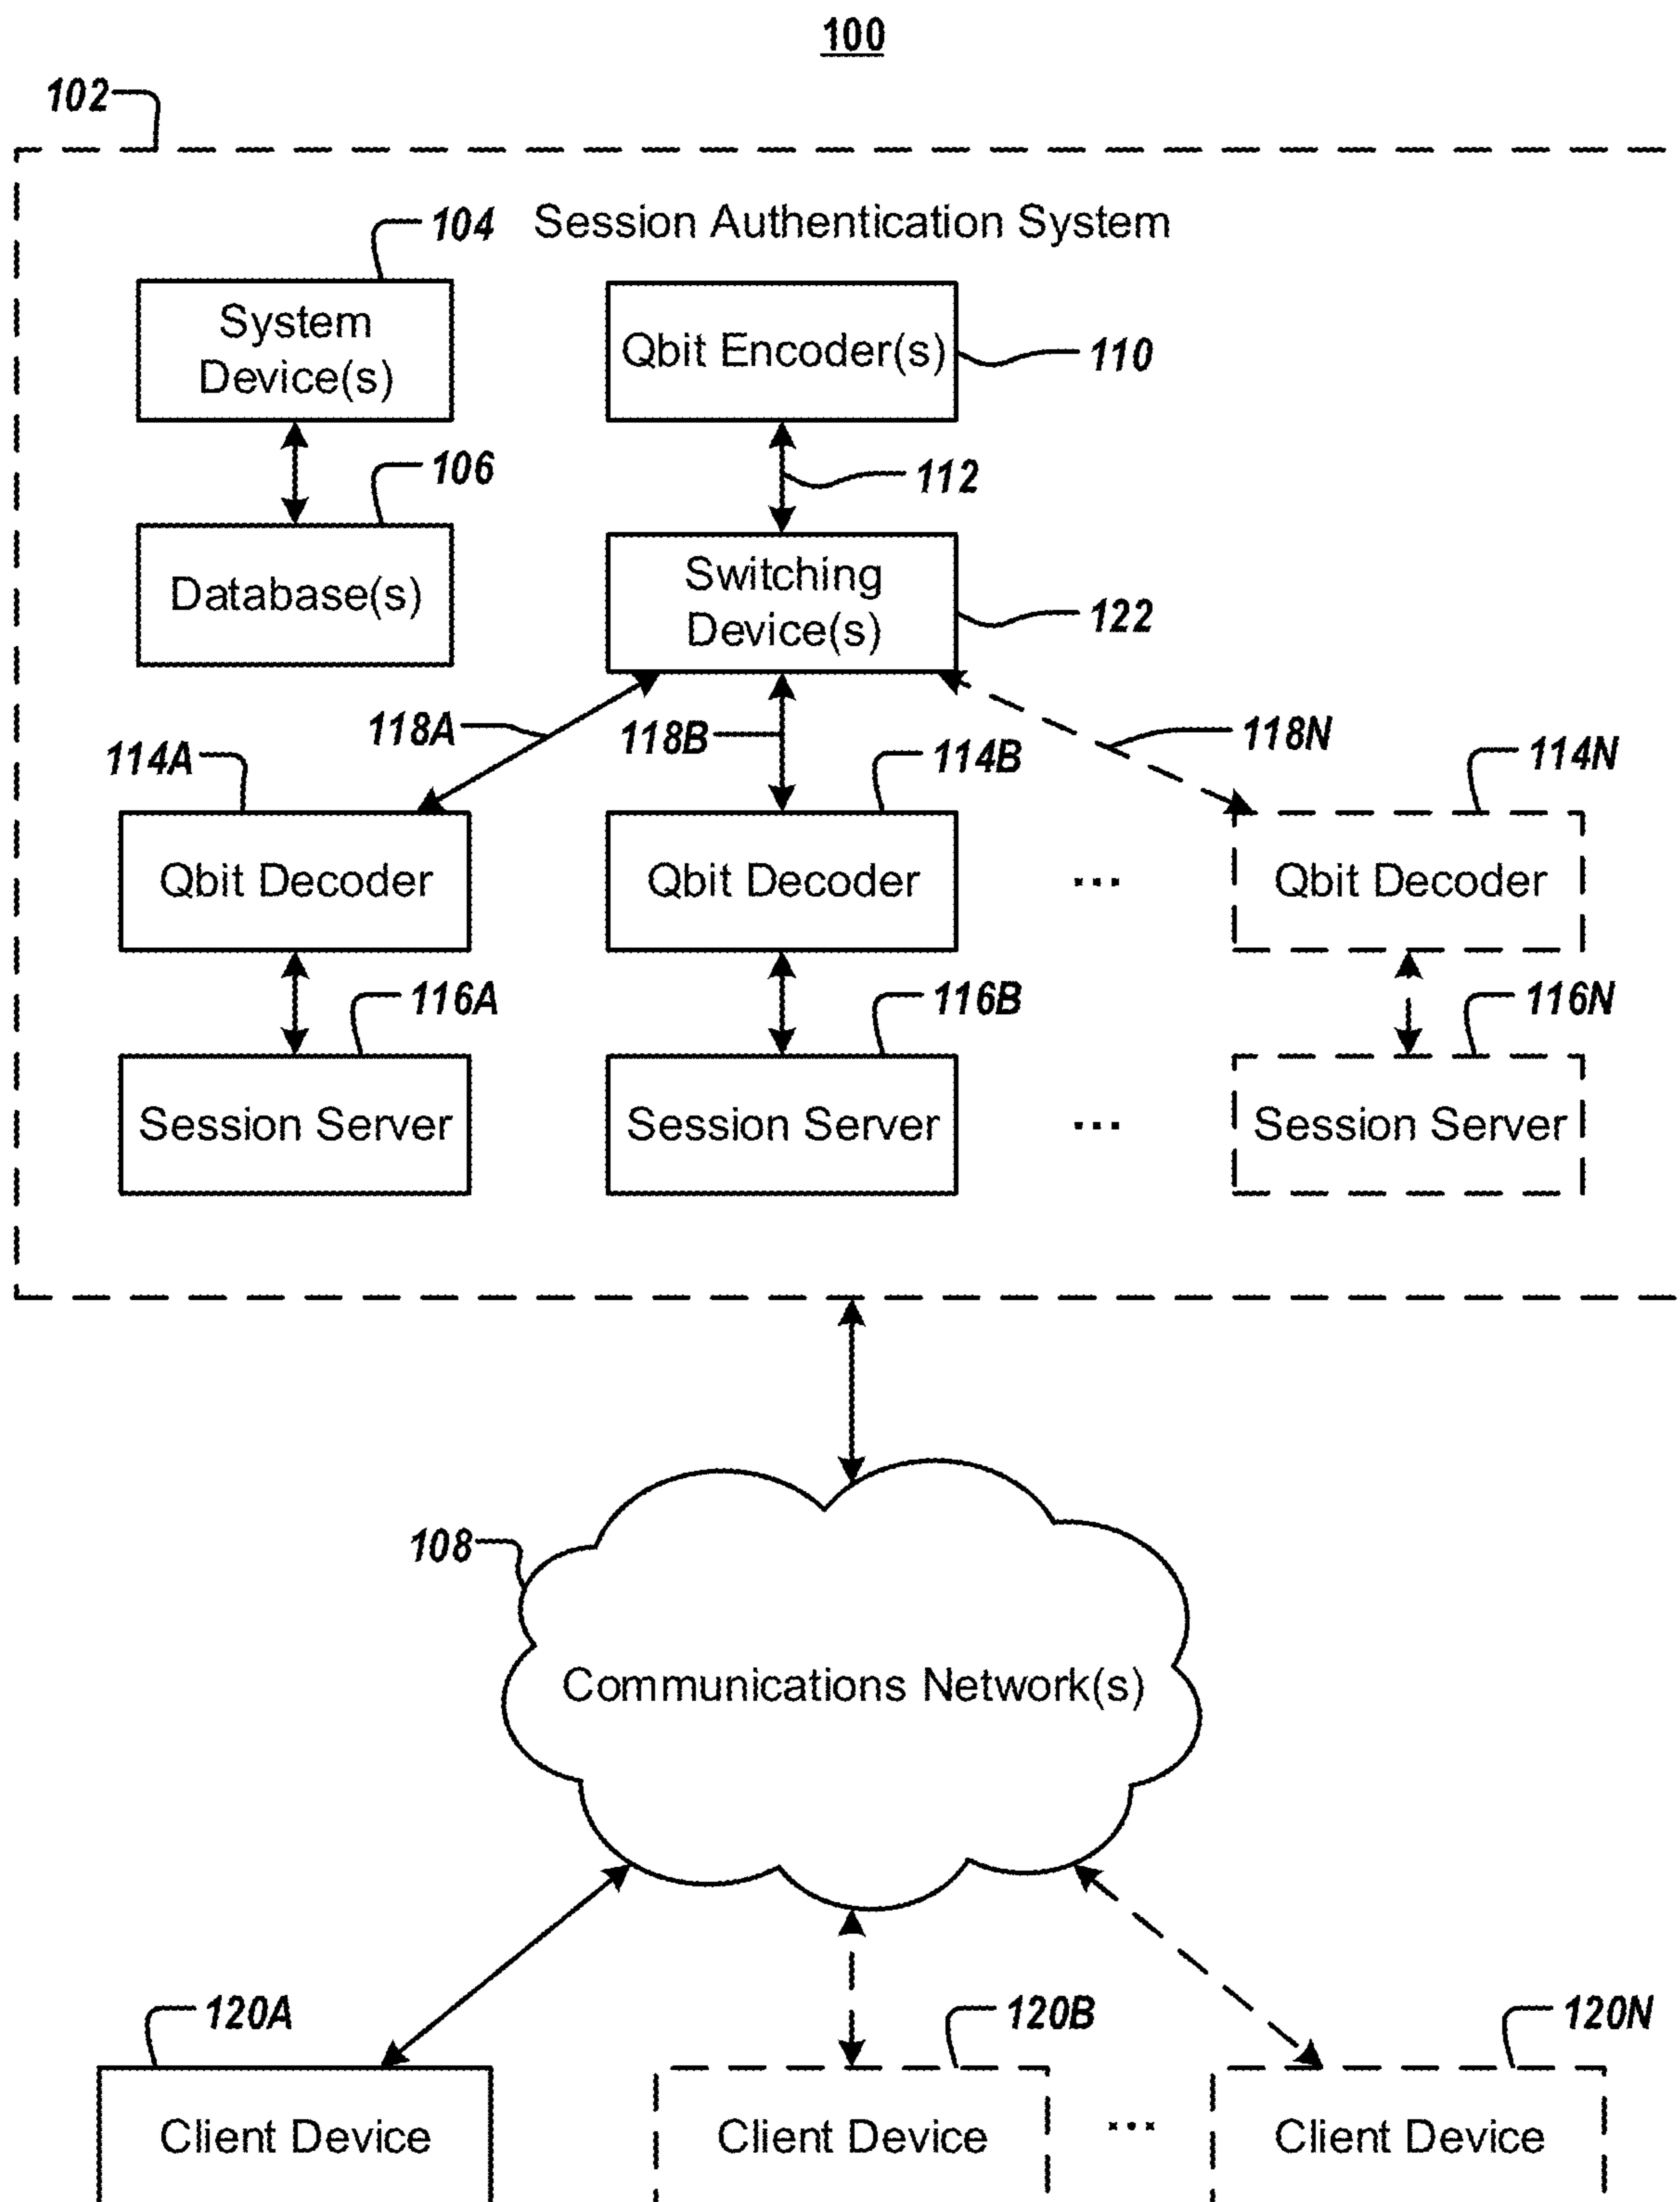 100
102
104 Session Authentication System
System
Device(s)
Qbit Encoder(s)
110
106
112
Database(s)
Switching
Device(s)
122
118A
118B
118N
114A
114B
114N
Qbit Decoder
Qbit Decoder
...
Qbit Decoder
116A
116B
116N
Session Server
Session Server
...
Session Server
108
Communications Network(s)
120A
120B
120N
Client Device
Client Device
...
Client Device